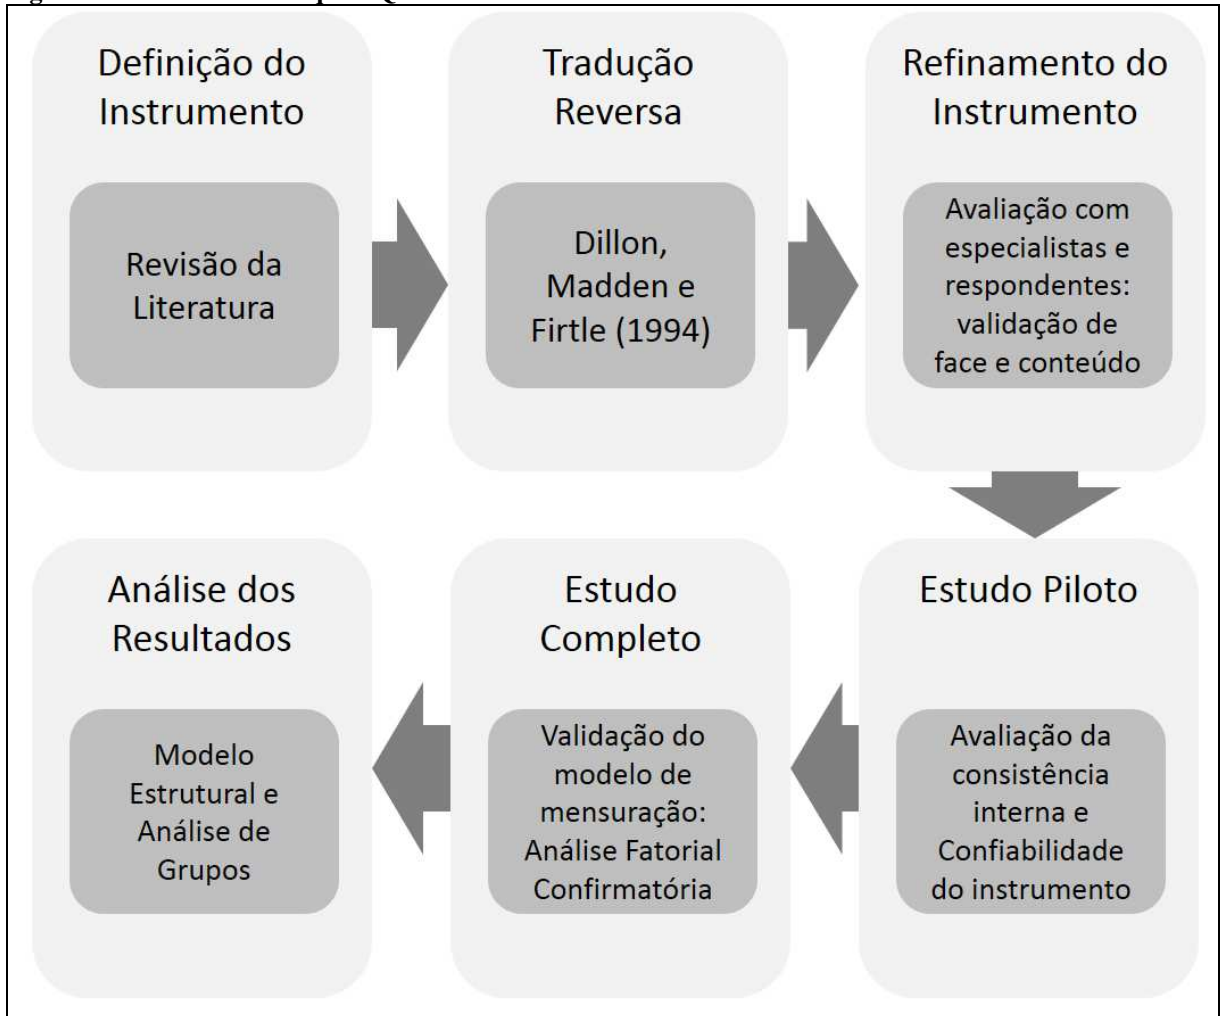 Definição do
Instrumento
Revisão da
Literatura
Tradução
Reversa
Dillon,
Madden e
Firtle (1994)
Refinamento do
Instrumento
Avaliação com
especialistas e
respondentes:
validação de
face e conteúdo
Estudo Piloto
Avaliação da
consistência
interna e
Confiabilidade
do instrumento
Estudo
Completo
Validação do
modelo de
mensuração:
Análise Fatorial
Confirmatória
Análise dos
Resultados
Modelo
Estrutural e
Análise de
Grupos